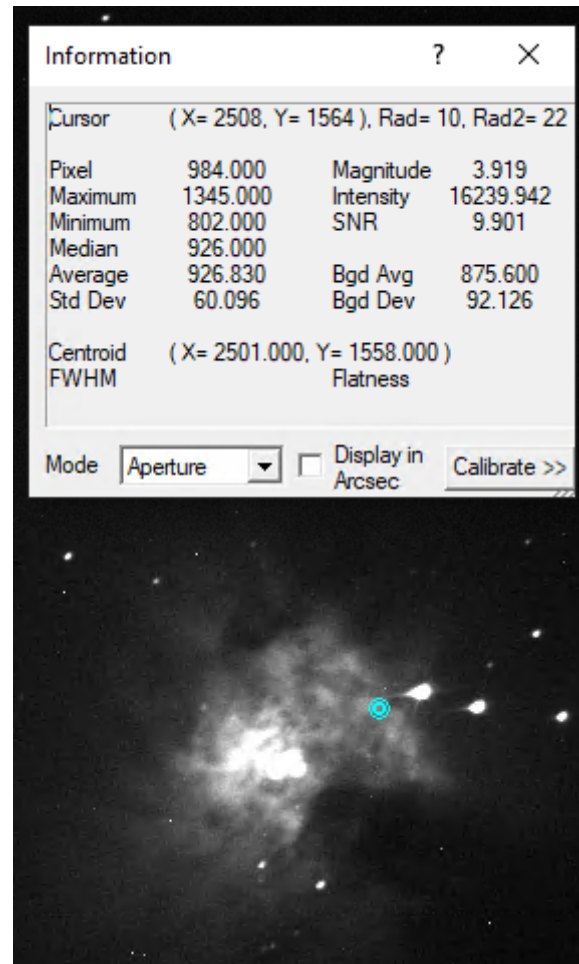 Information ? ×
Cursor ( X= 2508, Y= 1564 ), Rad= 10, Rad2= 22
Pixel 984.000 Magnitude 3.919
Maximum 1345.000 Intensity 16239.942
Minimum 802.000 SNR 9.901
Median 926.000
Average 926.830 Bgd Avg 875.600
Std Dev 60.096 Bgd Dev 92.126
Centroid ( X= 2501.000, Y= 1558.000 )
FWHM Flatness
Mode Aperture Display in Arcsec Calibrate >>